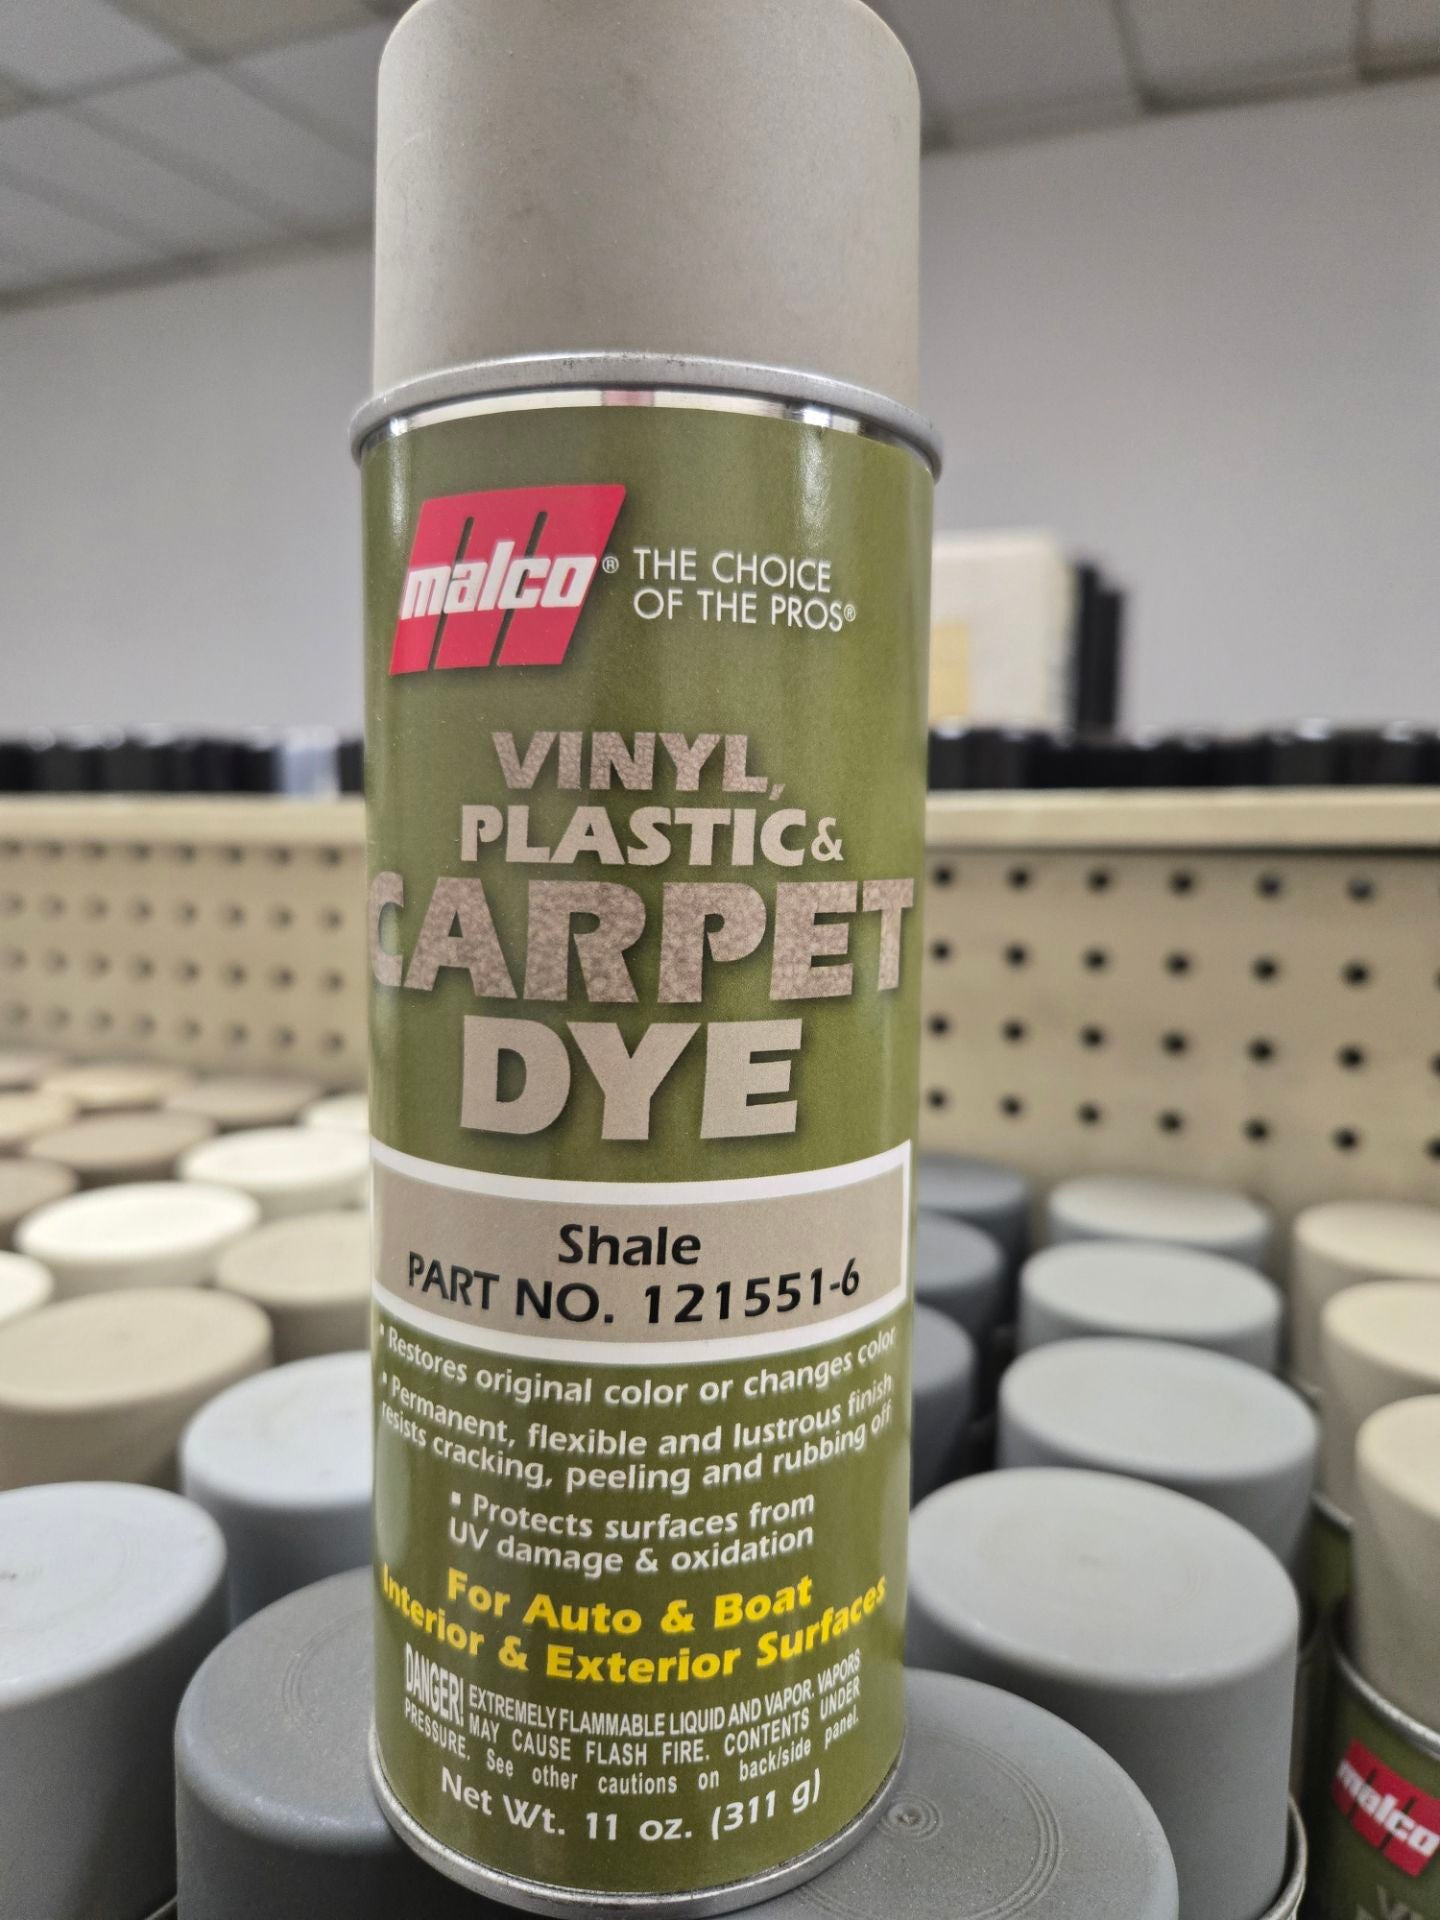 malco® THE CHOICE
OF THE PROS®
VINYL,
PLASTIC &
CARPET
DYE
Shale
PART NO. 121551-6
• Restores original color or changes color
• Permanent, flexible and lustrous finish
resists cracking, peeling and rubbing off
▪ Protects surfaces from
UV damage & oxidation
For Auto & Boat
Interior & Exterior Surfaces
DANGER! EXTREMELY FLAMMABLE LIQUID AND VAPOR. VAPORS
MAY CAUSE FLASH FIRE. CONTENTS UNDER
PRESSURE. See other cautions on back/side panel.
Net Wt. 11 oz. (311 g)
malco